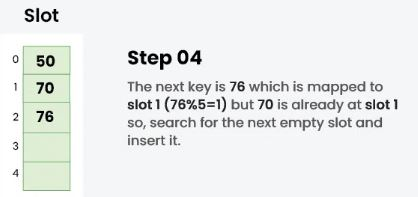 Slot
0 50
1 70
2 76
3
4
Step 04
The next key is 76 which is mapped to
slot 1 (76%5=1) but 70 is already at slot 1
so, search for the next empty slot and
insert it.